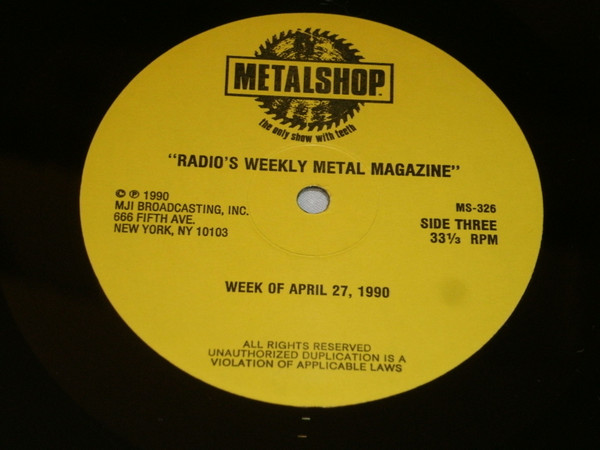 METALSHOP
the only show with teeth
"RADIO'S WEEKLY METAL MAGAZINE"
© ℗ 1990
MJI BROADCASTING, INC.
666 FIFTH AVE.
NEW YORK, NY 10103
MS-326
SIDE THREE
33⅓ RPM
WEEK OF APRIL 27, 1990
ALL RIGHTS RESERVED
UNAUTHORIZED DUPLICATION IS A
VIOLATION OF APPLICABLE LAWS